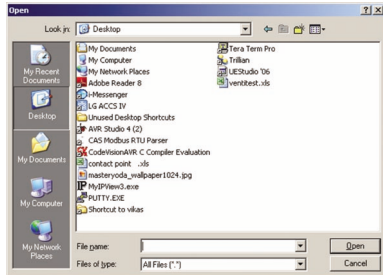 Open
Look in: Desktop
My Recent Documents
Desktop
My Documents
My Computer
My Network Places
My Documents
My Computer
My Network Places
Adobe Reader 8
i-Messenger
LG ACCS IV
Unused Desktop Shortcuts
AVR Studio 4 (2)
CAS Modbus RTU Parser
CodeVisionAVR C Compiler Evaluation
contact point .xls
masteryoda_wallpaper1024.jpg
MyIPView3.exe
PUTTY.EXE
Shortcut to vikas
Tera Term Pro
Trillian
UEStudio '06
ventitest.xls
File name:
Open
Files of type: All Files (*.*)
Cancel